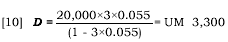 [10] D = 20,000×3×0.055 / (1 - 3×0.055) = UM 3,300